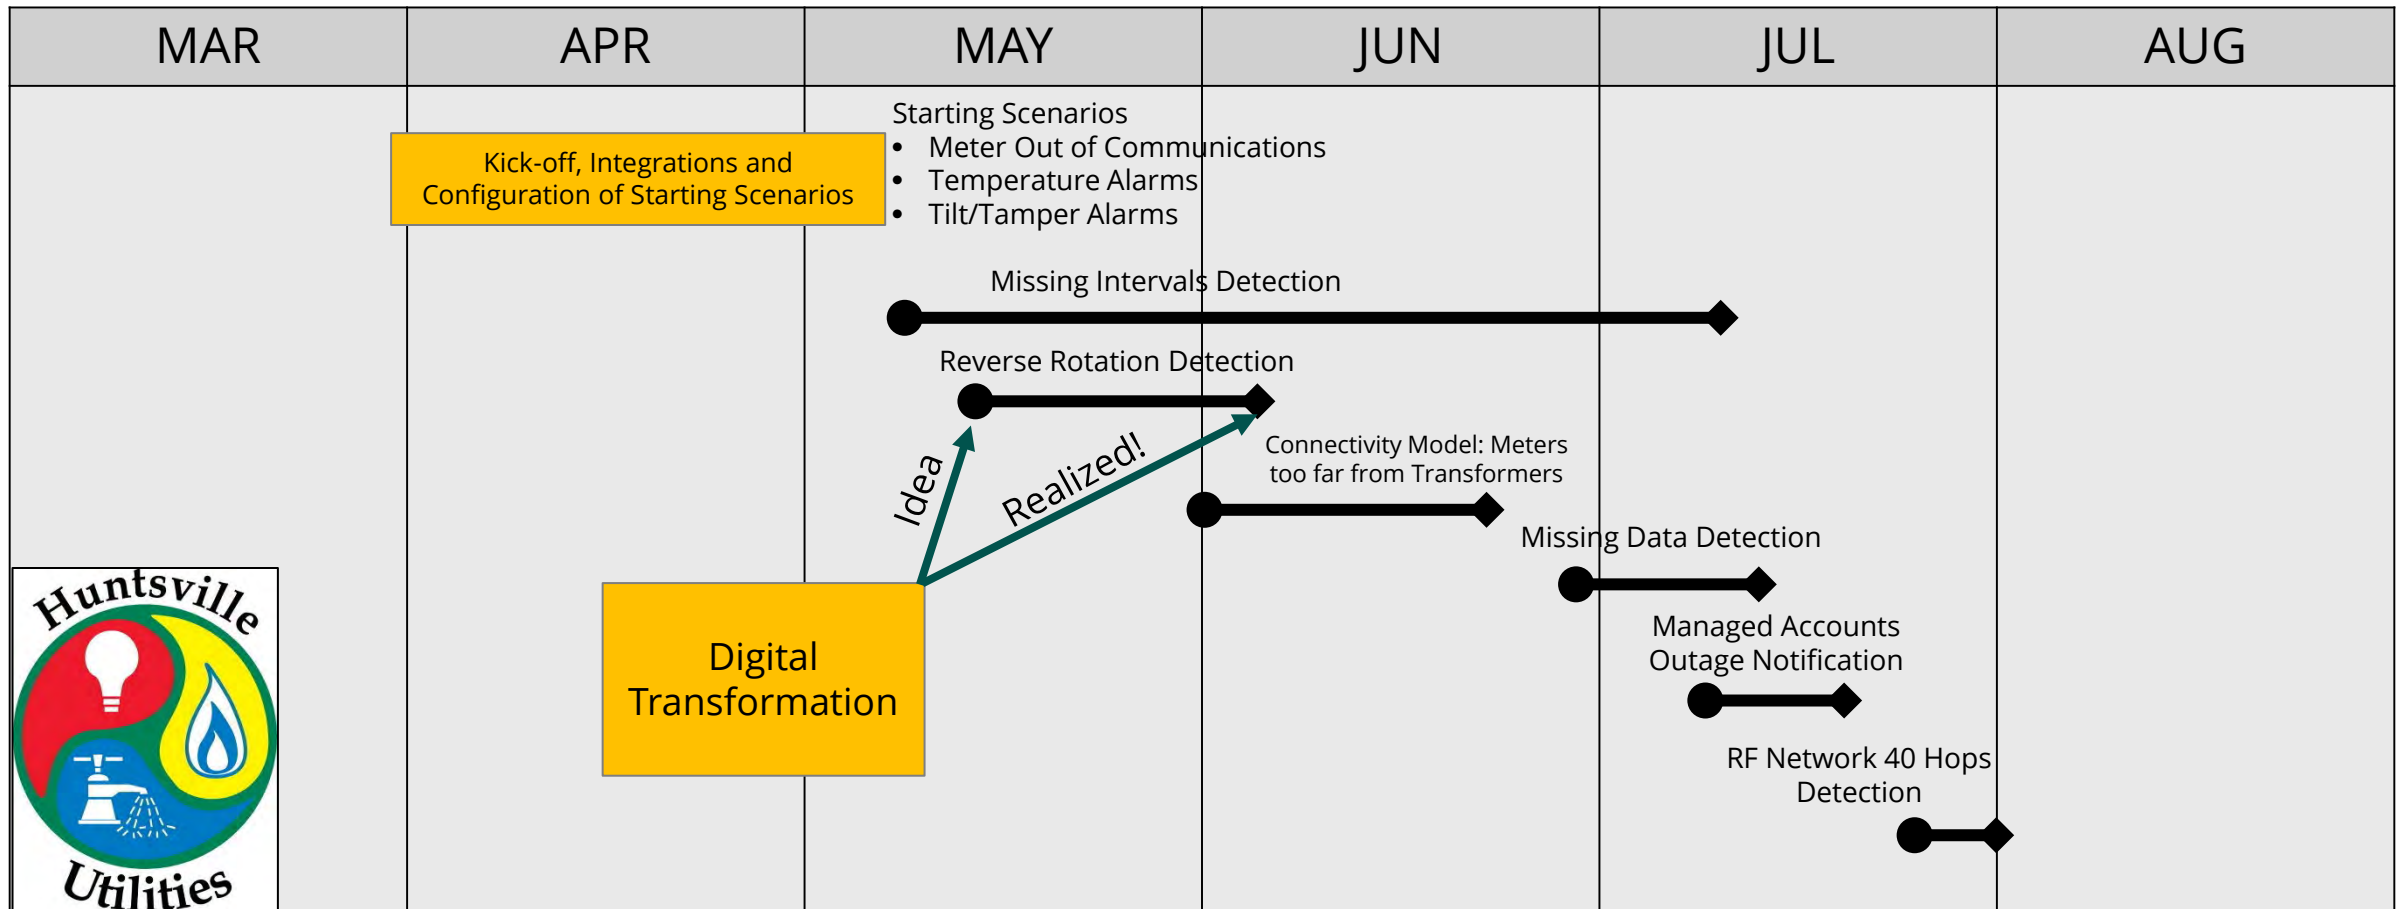 MAR
APR
MAY
JUN
JUL
AUG
Kick-off, Integrations and
Configuration of Starting Scenarios
Starting Scenarios
• Meter Out of Communications
• Temperature Alarms
• Tilt/Tamper Alarms
Missing Intervals Detection
Reverse Rotation Detection
Idea
Realized!
Connectivity Model: Meters
too far from Transformers
Missing Data Detection
Digital
Transformation
Managed Accounts
Outage Notification
RF Network 40 Hops
Detection
Huntsville
Utilities